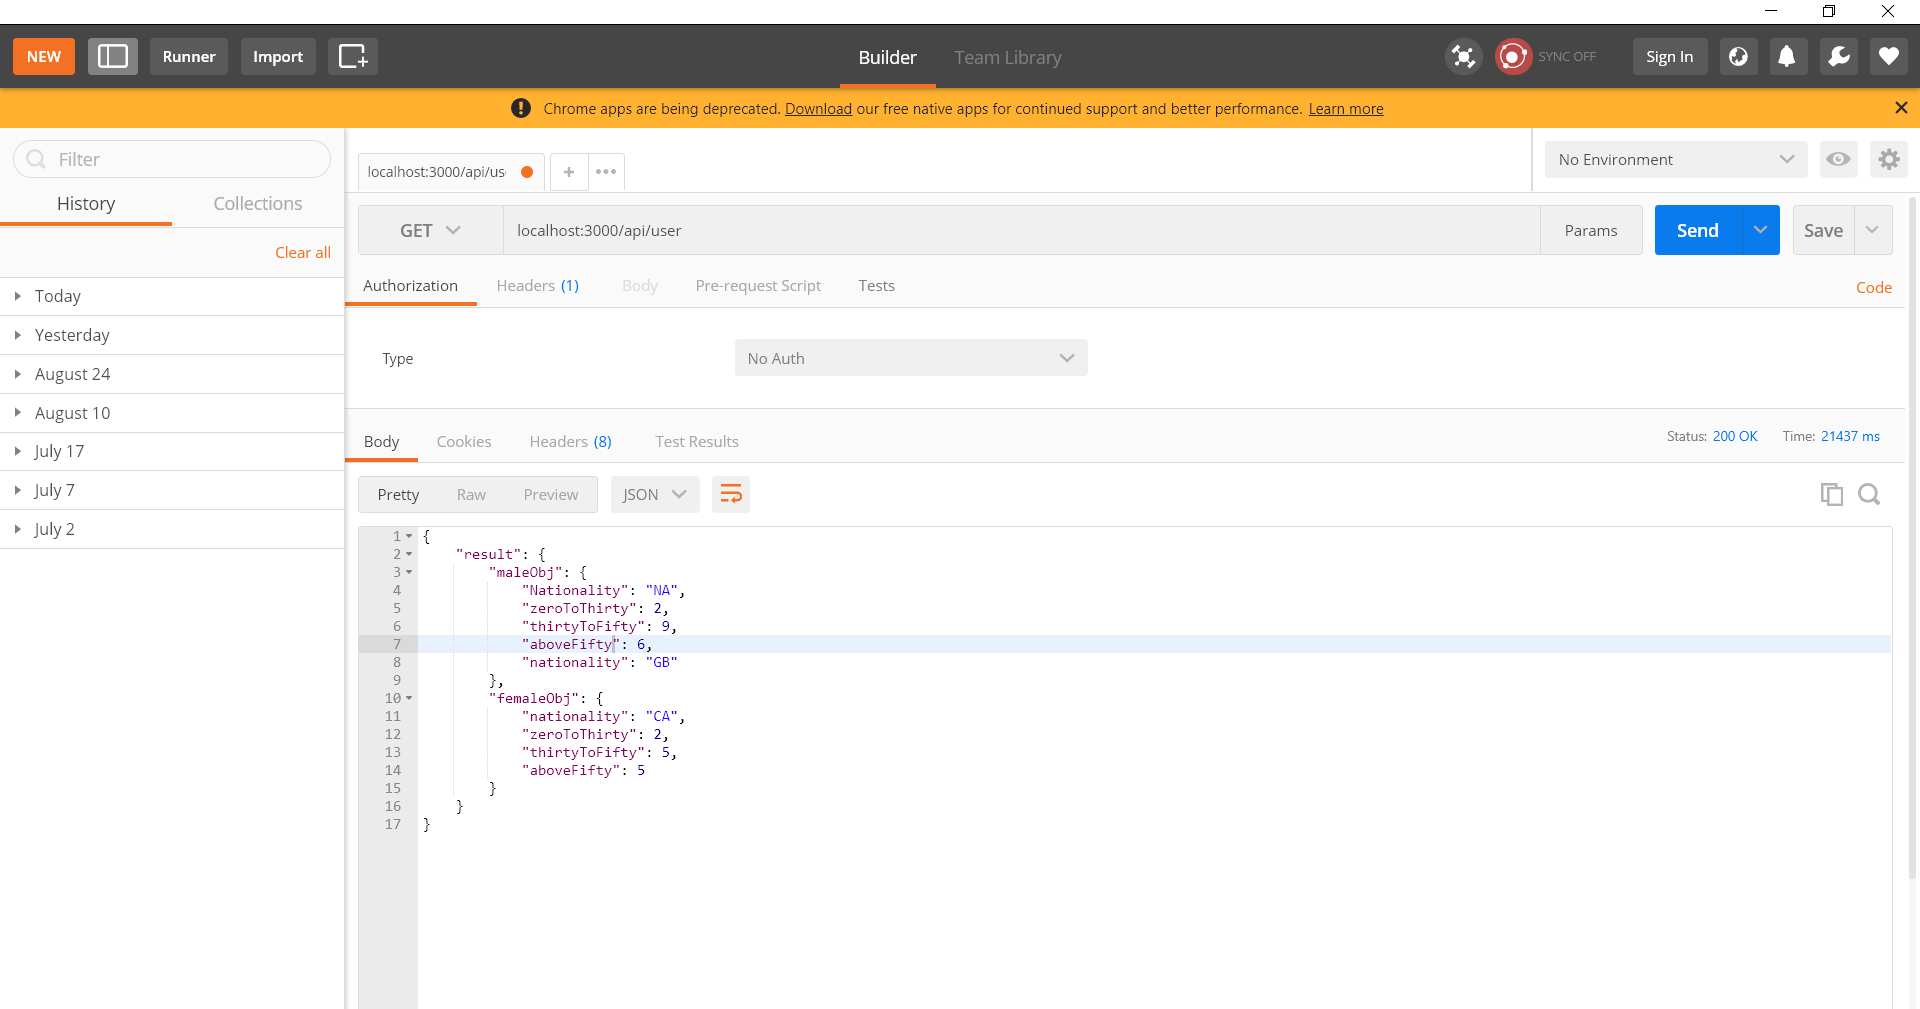 NEW Runner Import Builder Team Library SYNC OFF Sign In
Chrome apps are being deprecated. Download our free native apps for continued support and better performance. Learn more
Filter
History Collections
Clear all
Today
Yesterday
August 24
August 10
July 17
July 7
July 2
localhost:3000/api/us No Environment
GET localhost:3000/api/user Params Send Save
Authorization Headers (1) Body Pre-request Script Tests Code
Type No Auth
Body Cookies Headers (8) Test Results Status: 200 OK Time: 21437 ms
Pretty Raw Preview JSON
1 {
2 "result": {
3 "maleObj": {
4 "Nationality": "NA",
5 "zeroToThirty": 2,
6 "thirtyToFifty": 9,
7 "aboveFifty": 6,
8 "nationality": "GB"
9 },
10 "femaleObj": {
11 "nationality": "CA",
12 "zeroToThirty": 2,
13 "thirtyToFifty": 5,
14 "aboveFifty": 5
15 }
16 }
17 }